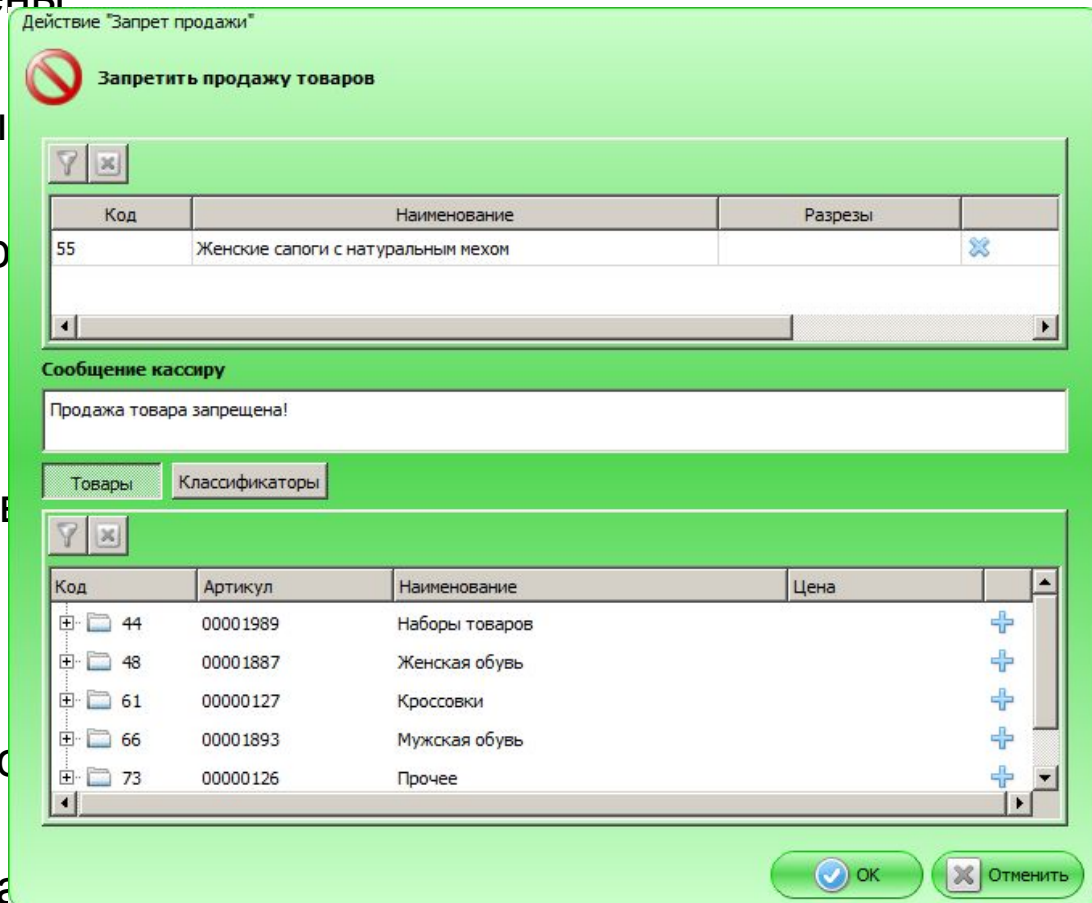 ены
Действие "Запрет продажи"
Запретить продажу товаров
Код Наименование Разрезы
55 Женские сапоги с натуральным мехом
Сообщение кассиру
Продажа товара запрещена!
Товары Классификаторы
Код Артикул Наименование Цена
44 00001989 Наборы товаров
48 00001887 Женская обувь
61 00000127 Кроссовки
66 00001893 Мужская обувь
73 00000126 Прочее
ОК Отменить